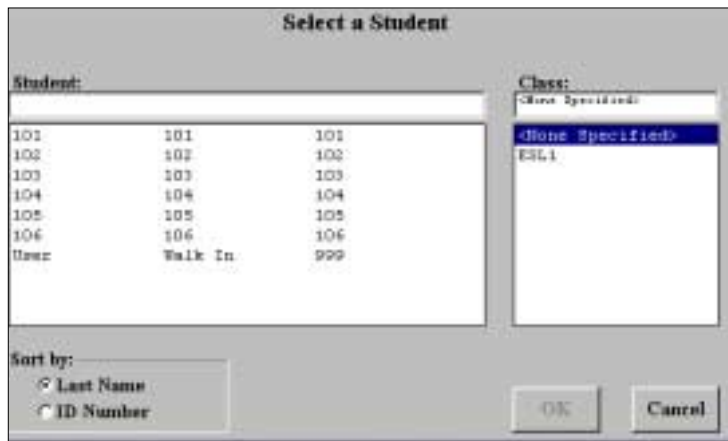 Select a Student
Student:
Class:
<None Specified>
101 101 101
102 102 102
103 103 103
104 104 104
105 105 105
106 106 106
User Walk In 999
<None Specified>
ESL1
Sort by:
Last Name
ID Number
OK
Cancel